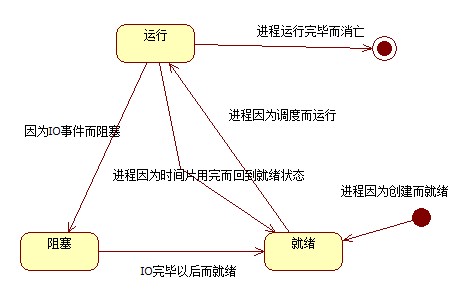 运行
进程运行完毕而消亡
进程因为调度而运行
因为IO事件而阻塞
进程因为时间片用完而回到就绪状态
进程因为创建而就绪
阻塞
就绪
IO完毕以后而就绪